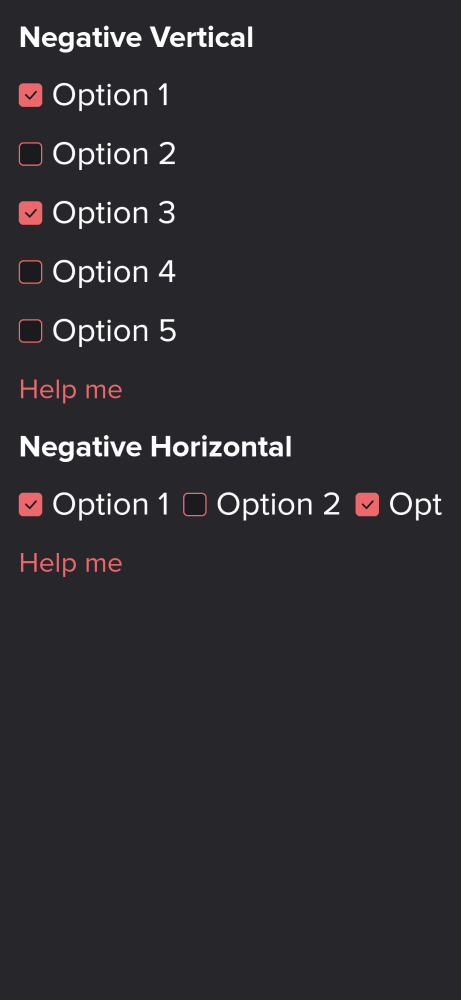 Negative Vertical
Option 1
Option 2
Option 3
Option 4
Option 5
Help me
Negative Horizontal
Option 1 Option 2 Opt
Help me